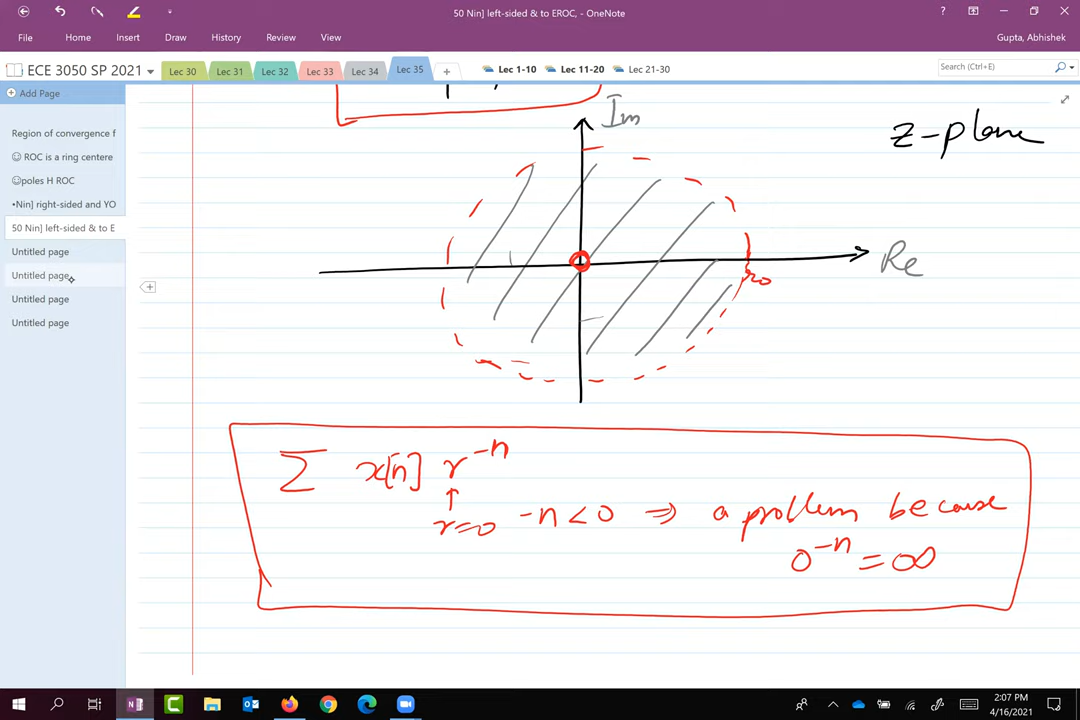 50 Nin] left-sided & to EROC, - OneNote
?
File Home Insert Draw History Review View
Gupta, Abhishek
ECE 3050 SP 2021
Lec 30 Lec 31 Lec 32 Lec 33 Lec 34 Lec 35 +
Lec 1-10 Lec 11-20 Lec 21-30
Search (Ctrl+E)
Add Page
Region of convergence f
☺ ROC is a ring centere
☺poles H ROC
•Nin] right-sided and YO
50 Nin] left-sided & to E
Untitled page
Untitled page
Untitled page
Untitled page
Im
z-plane
Re
r0
Σ x[n] r^-n
↑
r=0 -n<0 ⇒ a problem because
0^-n = ∞
2:07 PM
4/16/2021